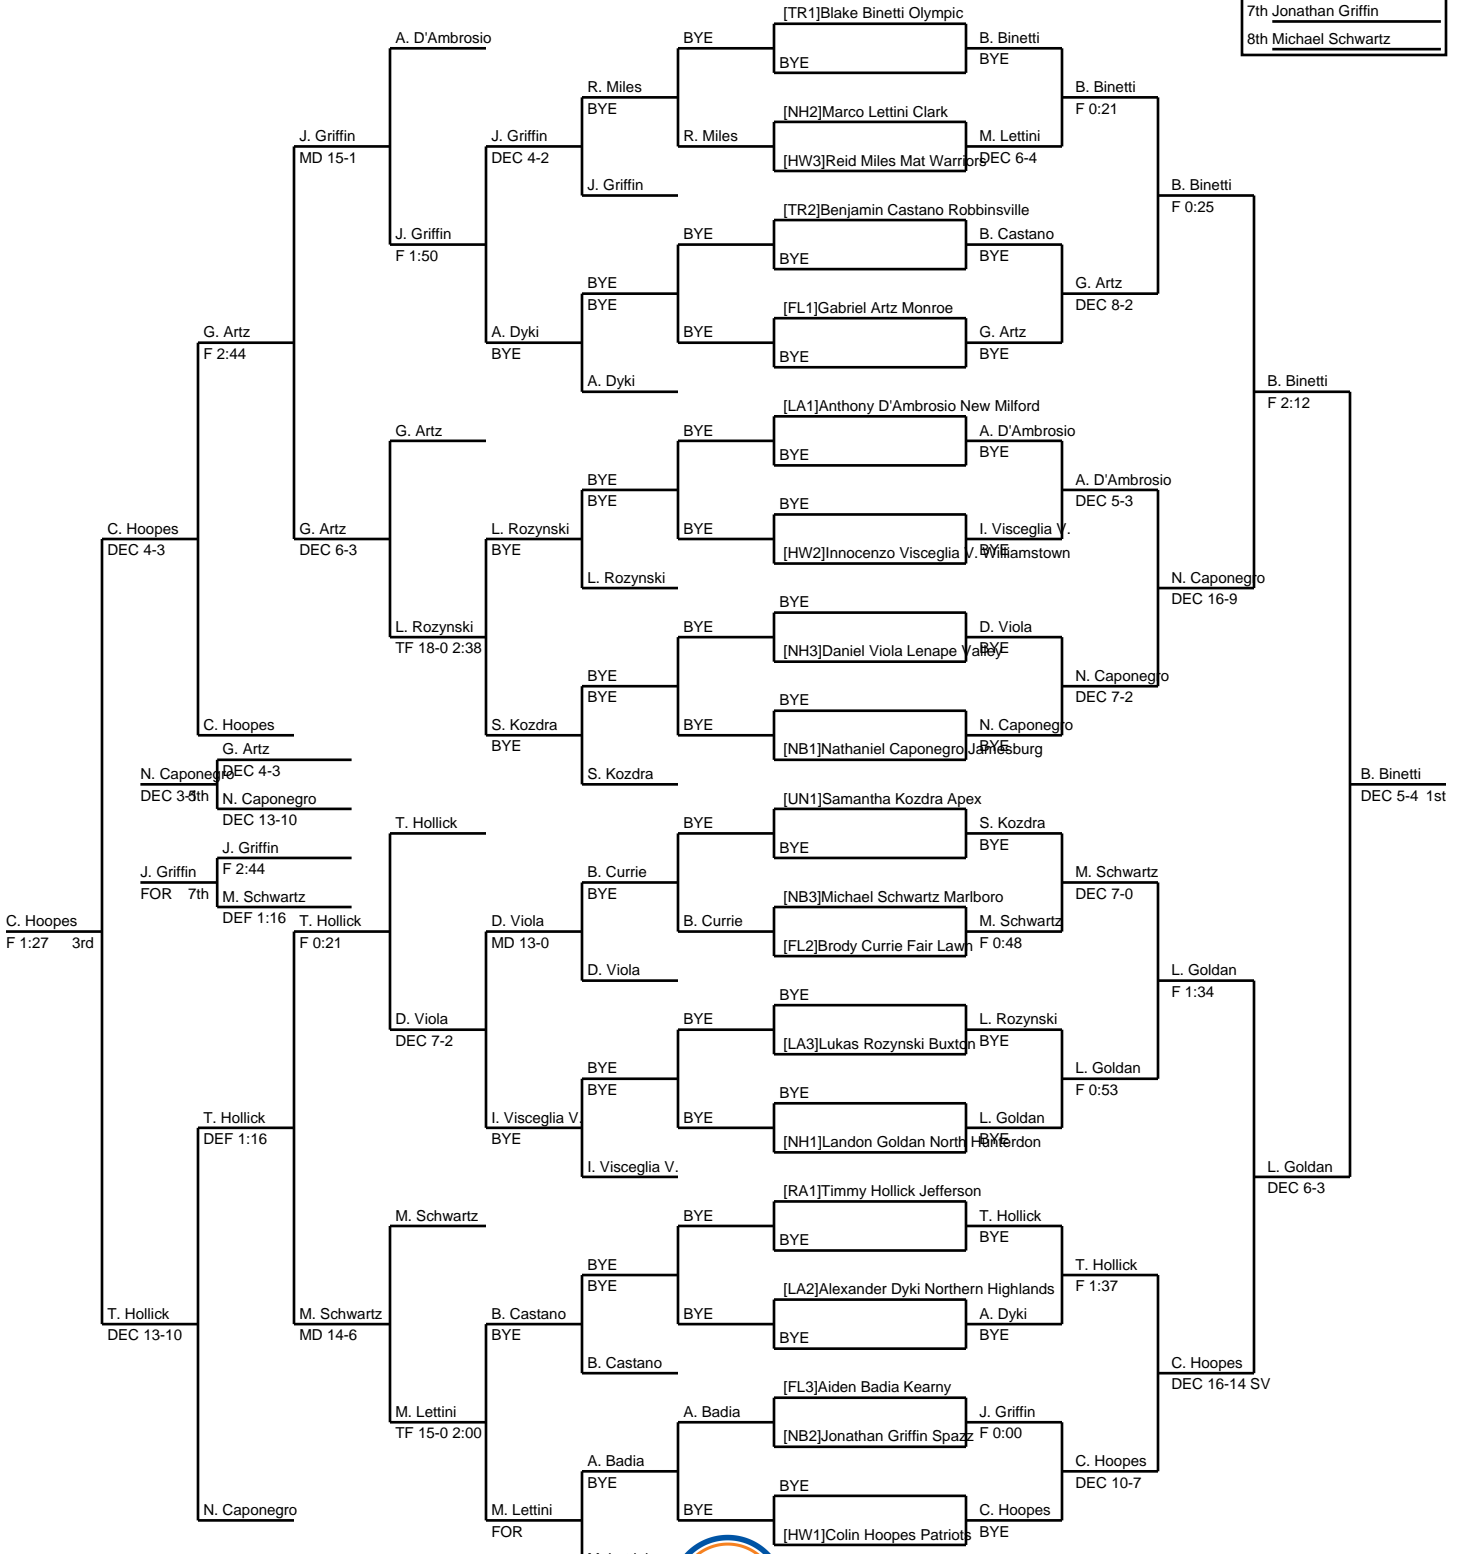 [TR1]Blake Binetti Olympic
7th Jonathan Griffin
A. D'Ambrosio
BYE
B. Binetti
8th Michael Schwartz
BYE
BYE
R. Miles
B. Binetti
BYE
F 0:21
[NH2]Marco Lettini Clark
J. Griffin
J. Griffin
R. Miles
M. Lettini
MD 15-1
DEC 4-2
[HW3]Reid Miles Mat Warriors
DEC 6-4
J. Griffin
B. Binetti
F 0:25
[TR2]Benjamin Castano Robbinsville
J. Griffin
BYE
B. Castano
F 1:50
BYE
BYE
BYE
G. Artz
BYE
DEC 8-2
[FL1]Gabriel Artz Monroe
G. Artz
A. Dyki
BYE
G. Artz
F 2:44
BYE
BYE
BYE
A. Dyki
B. Binetti
F 2:12
[LA1]Anthony D'Ambrosio New Milford
G. Artz
BYE
A. D'Ambrosio
BYE
BYE
BYE
A. D'Ambrosio
BYE
DEC 5-3
BYE
C. Hoopes
G. Artz
L. Rozynski
BYE
I. Visceglia V.
DEC 4-3
DEC 6-3
BYE
[HW2]Innocenzo Visceglia V. Williamstown
BYE
L. Rozynski
N. Caponegro
DEC 16-9
BYE
L. Rozynski
BYE
D. Viola
TF 18-0 2:38
[NH3]Daniel Viola Lenape Valley
BYE
BYE
N. Caponegro
BYE
DEC 7-2
BYE
C. Hoopes
S. Kozdra
BYE
N. Caponegro
G. Artz
BYE
[NB1]Nathaniel Caponegro Jamesburg
BYE
DEC 4-3
N. Caponegro
S. Kozdra
B. Binetti
DEC 3-1
5th
N. Caponegro
DEC 5-4 1st
DEC 13-10
[UN1]Samantha Kozdra Apex
T. Hollick
BYE
S. Kozdra
J. Griffin
BYE
BYE
F 2:44
J. Griffin
B. Currie
M. Schwartz
FOR 7th
M. Schwartz
BYE
DEC 7-0
[NB3]Michael Schwartz Marlboro
DEF 1:16
C. Hoopes
T. Hollick
D. Viola
B. Currie
M. Schwartz
F 1:27 3rd
F 0:21
MD 13-0
[FL2]Brody Currie Fair Lawn
F 0:48
D. Viola
L. Goldan
F 1:34
BYE
D. Viola
BYE
L. Rozynski
DEC 7-2
[LA3]Lukas Rozynski Buxton
BYE
BYE
L. Goldan
BYE
F 0:53
BYE
T. Hollick
I. Visceglia V.
BYE
L. Goldan
DEF 1:16
BYE
[NH1]Landon Goldan North Hunterdon
BYE
I. Visceglia V.
L. Goldan
DEC 6-3
[RA1]Timmy Hollick Jefferson
M. Schwartz
BYE
T. Hollick
BYE
BYE
BYE
T. Hollick
BYE
F 1:37
[LA2]Alexander Dyki Northern Highlands
T. Hollick
M. Schwartz
B. Castano
BYE
A. Dyki
DEC 13-10
MD 14-6
BYE
BYE
BYE
B. Castano
C. Hoopes
DEC 16-14 SV
[FL3]Aiden Badia Kearny
M. Lettini
A. Badia
J. Griffin
TF 15-0 2:00
[NB2]Jonathan Griffin Spazz
F 0:00
A. Badia
C. Hoopes
BYE
DEC 10-7
BYE
N. Caponegro
M. Lettini
BYE
C. Hoopes
FOR
[HW1]Colin Hoopes Patriots
BYE